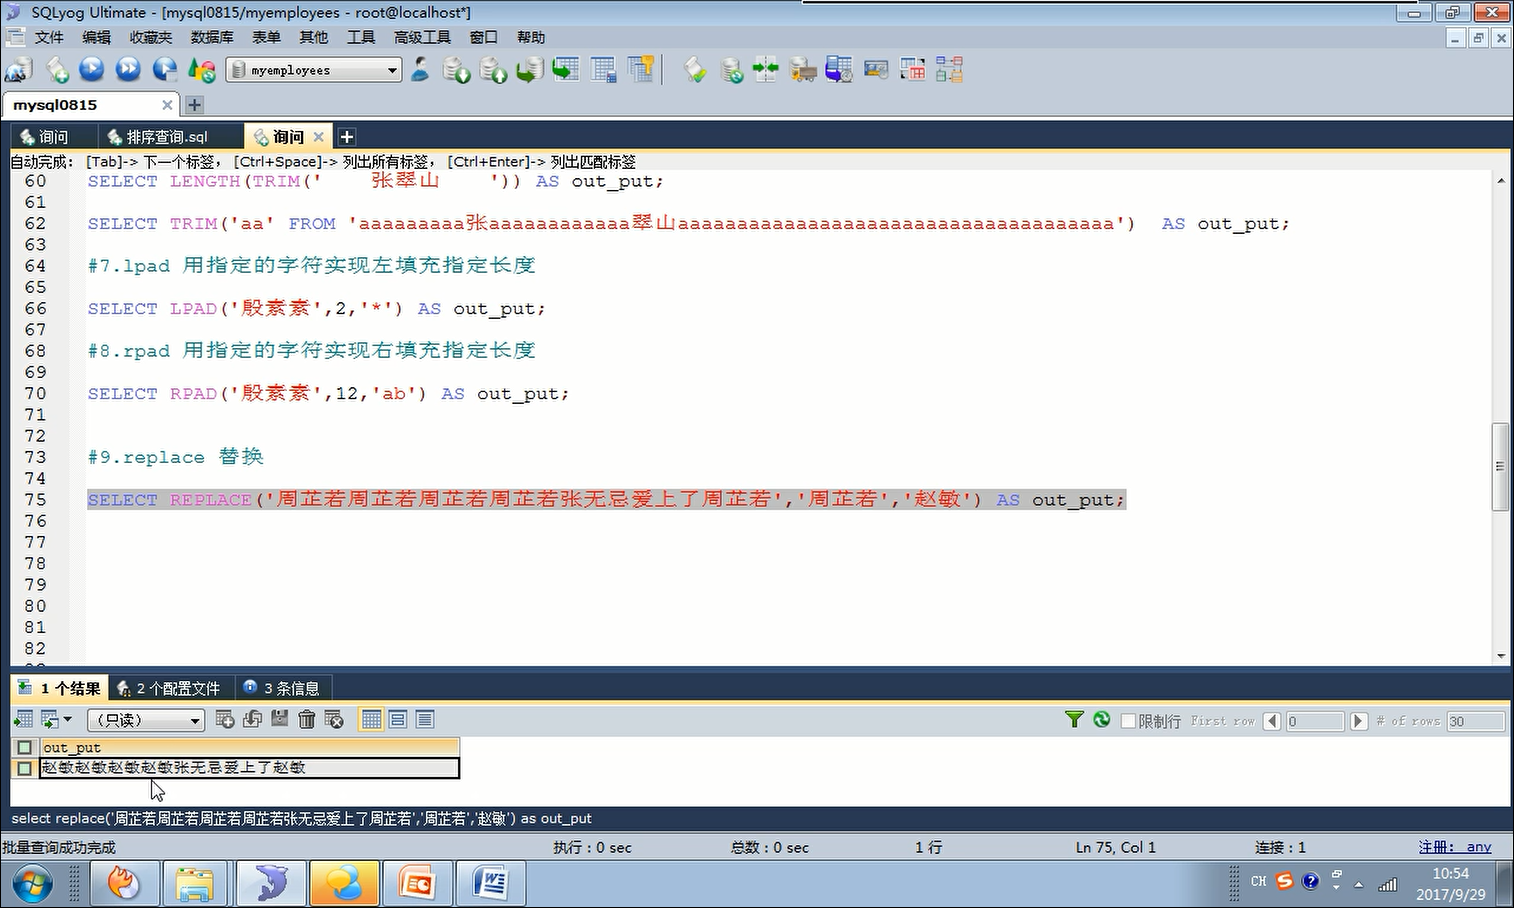 SQLyog Ultimate - [mysql0815/myemployees - root@localhost*]
文件 编辑 收藏夹 数据库 表单 其他 工具 高级工具 窗口 帮助
myemployees
mysql0815
询问 排序查询.sql 询问
自动完成: [Tab]-> 下一个标签, [Ctrl+Space]-> 列出所有标签, [Ctrl+Enter]-> 列出匹配标签
60 SELECT LENGTH(TRIM('    张翠山    ')) AS out_put;
61
62 SELECT TRIM('aa' FROM 'aaaaaaaaa张aaaaaaaaaaaa翠山aaaaaaaaaaaaaaaaaaaaaaaaaaaaaaaaaaaaa')  AS out_put;
63
64 #7.lpad 用指定的字符实现左填充指定长度
65
66 SELECT LPAD('殷素素',2,'*') AS out_put;
67
68 #8.rpad 用指定的字符实现右填充指定长度
69
70 SELECT RPAD('殷素素',12,'ab') AS out_put;
71
72
73 #9.replace 替换
74
75 SELECT REPLACE('周芷若周芷若周芷若周芷若张无忌爱上了周芷若','周芷若','赵敏') AS out_put;
76
77
78
79
80
81
82
1 个结果 2 个配置文件 3 条信息
(只读) 限制行 First row 0 # of rows 30
out_put
赵敏赵敏赵敏赵敏张无忌爱上了赵敏
select replace('周芷若周芷若周芷若周芷若张无忌爱上了周芷若','周芷若','赵敏') as out_put
批量查询成功完成 执行 : 0 sec 总数 : 0 sec 1 行 Ln 75, Col 1 连接 : 1 注册: any
CH 10:54
2017/9/29